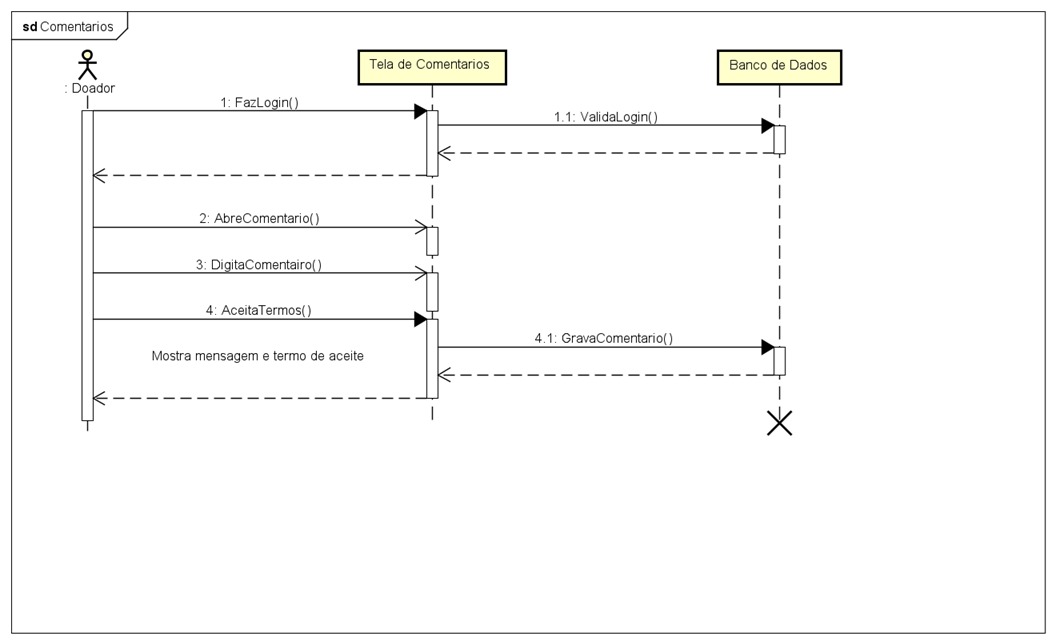 sd Comentarios
: Doador
Tela de Comentarios
Banco de Dados
1: FazLogin()
1.1: ValidaLogin()
2: AbreComentario()
3: DigitaComentairo()
4: AceitaTermos()
4.1: GravaComentario()
Mostra mensagem e termo de aceite